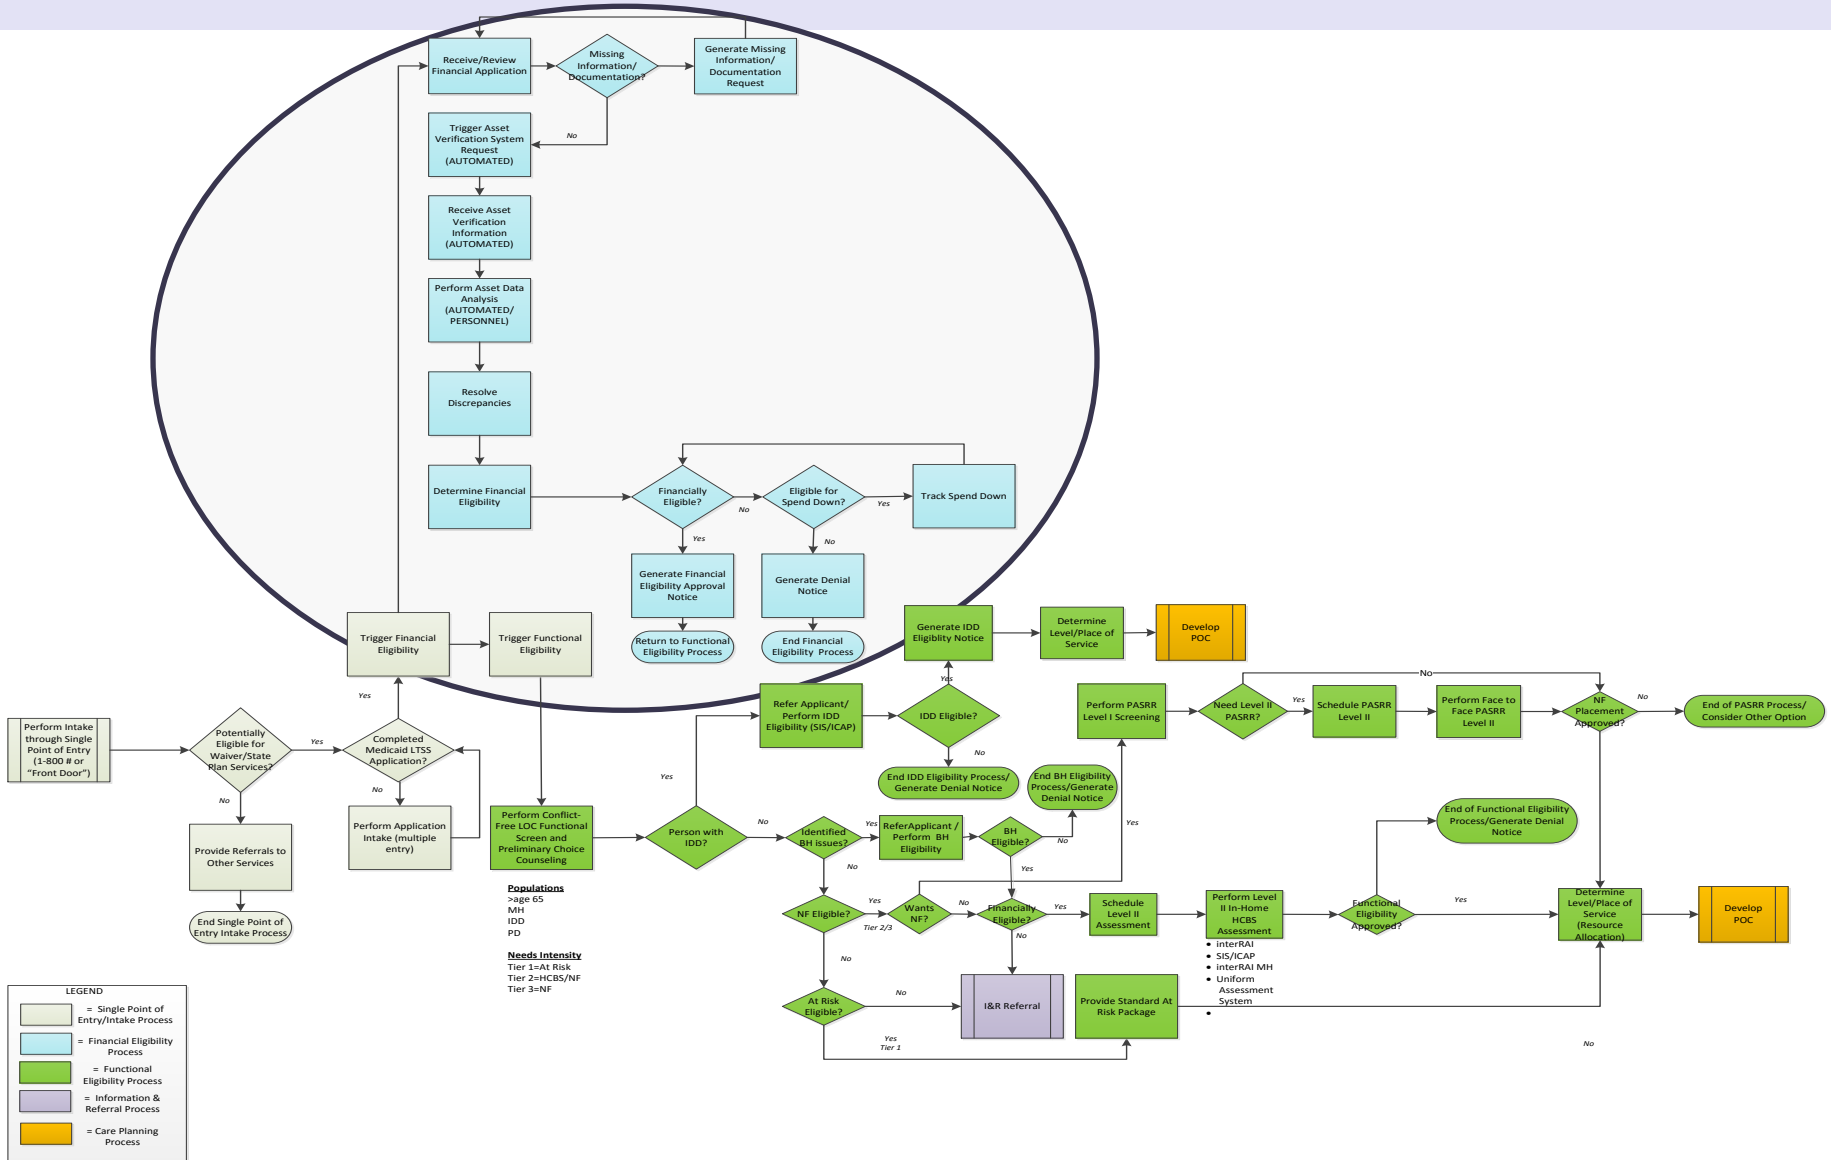 Receive/Review
Financial Application
Missing
Information/
Documentation?
Generate Missing
Information/
Documentation
Request
Trigger Asset
Verification System
Request
(AUTOMATED)
No
Receive Asset
Verification
Information
(AUTOMATED)
Perform Asset Data
Analysis
(AUTOMATED/
PERSONNEL)
Resolve
Discrepancies
Determine Financial
Eligibility
Financially
Eligible?
No
Eligible for
Spend Down?
Yes
Track Spend Down
Yes
No
Generate Financial
Eligibility Approval
Notice
Generate Denial
Notice
Return to Functional
Eligibility Process
End Financial
Eligibility Process
Trigger Financial
Eligibility
Trigger Functional
Eligibility
Generate IDD
Eligiblity Notice
Determine
Level/Place of
Service
Develop
POC
Yes
Yes
Refer Applicant/
Perform IDD
Eligibility (SIS/ICAP)
IDD Eligible?
No
Perform PASRR
Level I Screening
Need Level II
PASRR?
Yes
No
Schedule PASRR
Level II
Perform Face to
Face PASRR
Level II
NF
Placement
Approved?
No
End of PASRR Process/
Consider Other Option
Perform Intake
through Single
Point of Entry
(1-800 # or
“Front Door”)
Potentially
Eligible for
Waiver/State
Plan Services?
Yes
Completed
Medicaid LTSS
Application?
No
No
Perform Application
Intake (multiple
entry)
Provide Referrals to
Other Services
End Single Point of
Entry Intake Process
Yes
End IDD Eligibility Process/
Generate Denial Notice
End BH Eligibility
Process/Generate
Denial Notice
Perform Conflict-
Free LOC Functional
Screen and
Preliminary Choice
Counseling
Person with
IDD?
No
Identified
BH issues?
Yes
ReferApplicant /
Perform BH
Eligibility
BH
Eligible?
No
Yes
Yes
End of Functional Eligibility
Process/Generate Denial
Notice
No
Populations
>age 65
MH
IDD
PD
Needs Intensity
Tier 1=At Risk
Tier 2=HCBS/NF
Tier 3=NF
NF Eligible?
Yes
Tier 2/3
Wants
NF?
No
Financially
Eligible?
Yes
Schedule
Level II
Assessment
Perform Level
II In-Home
HCBS
Assessment
• interRAI
• SIS/ICAP
• interRAI MH
• Uniform
Assessment
System
•
Functional
Eligibility
Approved?
Yes
Determine
Level/Place of
Service
(Resource
Allocation)
Develop
POC
No
No
At Risk
Eligible?
No
I&R Referral
Provide Standard At
Risk Package
Yes
Tier 1
No
LEGEND
= Single Point of
Entry/Intake Process
= Financial Eligibility
Process
= Functional
Eligibility Process
= Information &
Referral Process
= Care Planning
Process